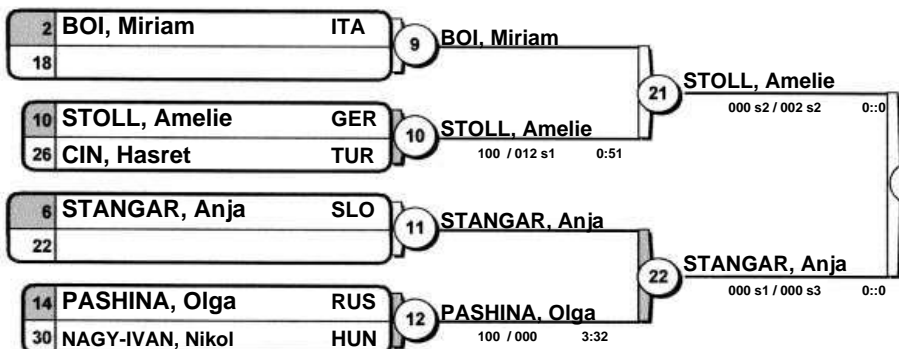 2 BOI, Miriam ITA
18
9 BOI, Miriam
10 STOLL, Amelie GER
26 CIN, Hasret TUR
10 STOLL, Amelie
100 / 012 s1 0:51
21 STOLL, Amelie
000 s2 / 002 s2 0::0
6 STANGAR, Anja SLO
22
11 STANGAR, Anja
14 PASHINA, Olga RUS
30 NAGY-IVAN, Nikol HUN
12 PASHINA, Olga
100 / 000 3:32
22 STANGAR, Anja
000 s1 / 000 s3 0::0